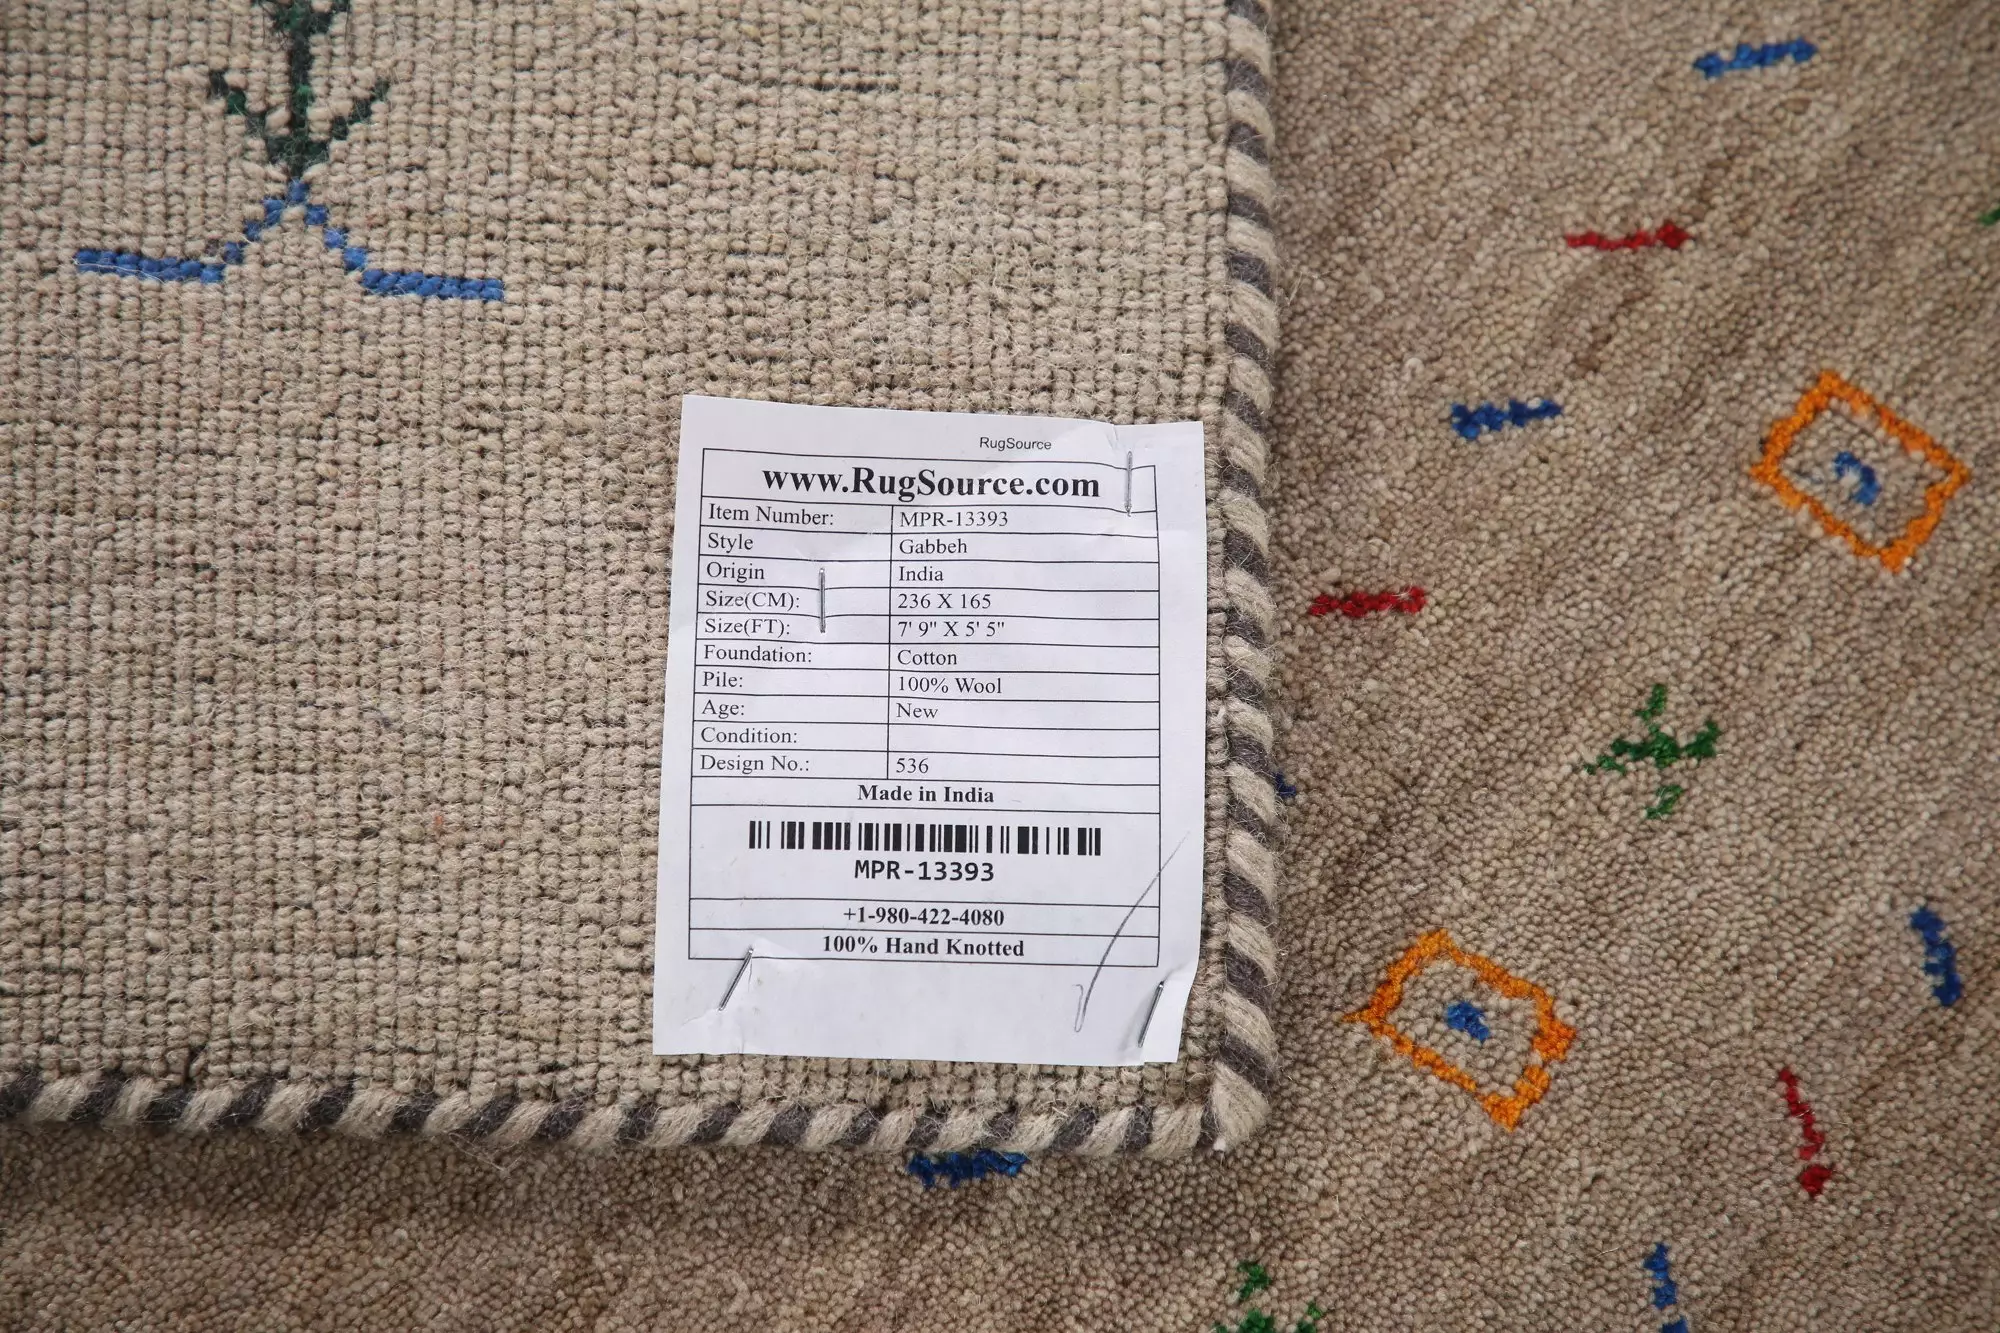 RugSource
www.RugSource.com
Item Number: MPR-13393
Style Gabbeh
Origin India
Size(CM): 236 X 165
Size(FT): 7' 9" X 5' 5"
Foundation: Cotton
Pile: 100% Wool
Age: New
Condition:
Design No.: 536
Made in India
MPR-13393
+1-980-422-4080
100% Hand Knotted